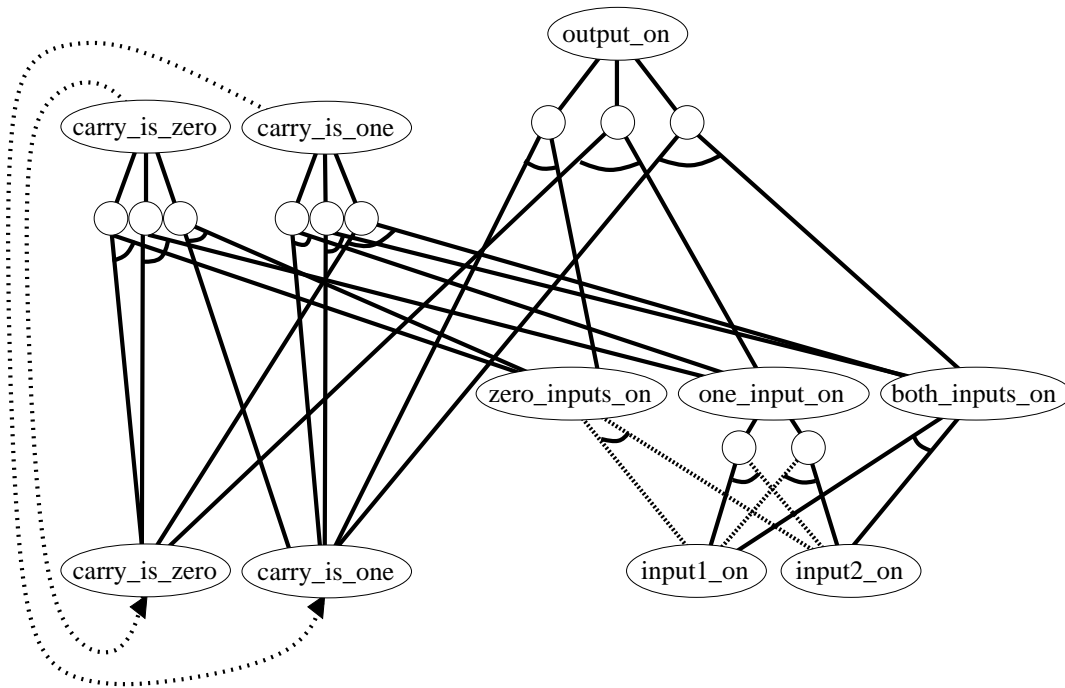 output_on
carry_is_zero
carry_is_one
zero_inputs_on
one_input_on
both_inputs_on
carry_is_zero
carry_is_one
input1_on
input2_on